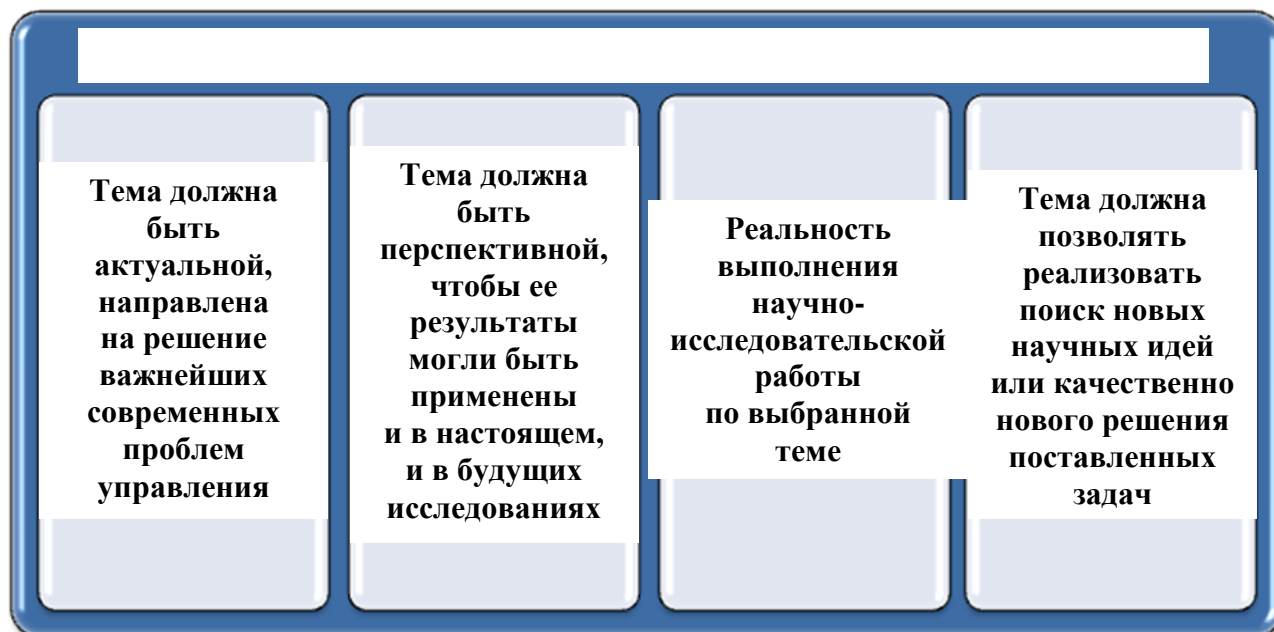 Тема должна
быть
актуальной,
направлена
на решение
важнейших
современных
проблем
управления
Тема должна
быть
перспективной,
чтобы ее
результаты
могли быть
применены
и в настоящем,
и в будущих
исследованиях
Реальность
выполнения
научно-
исследовательской
работы
по выбранной
теме
Тема должна
позволять
реализовать
поиск новых
научных идей
или качественно
нового решения
поставленных
задач